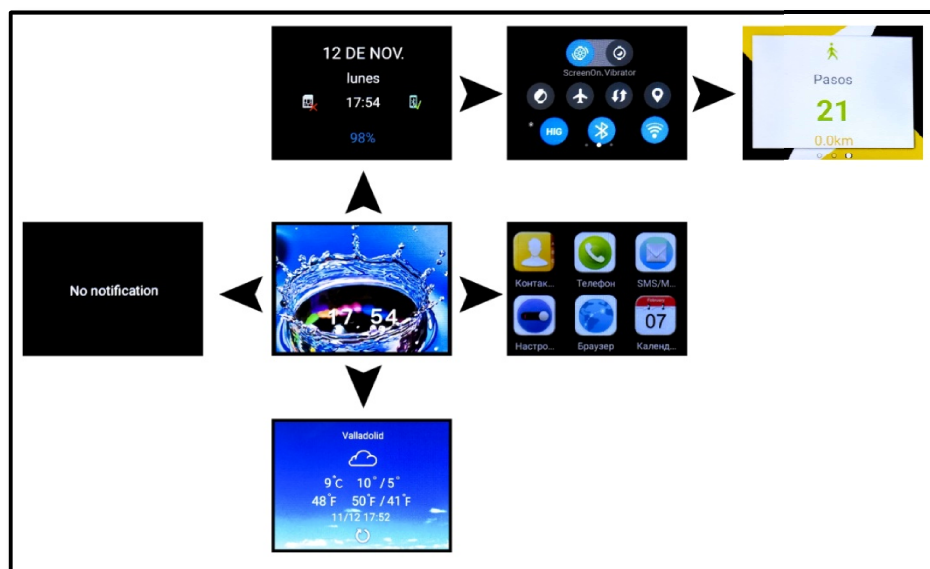 12 DE NOV.
lunes
17:54
98%
ScreenOn, Vibrator
HIG
Pasos
21
0.0km
No notification
17 54
Контак...
Телефон
SMS/M...
Настро...
Браузер
Календ...
February
07
Valladolid
9°C 10°/5°
48°F 50°F/41°F
11/12 17:52